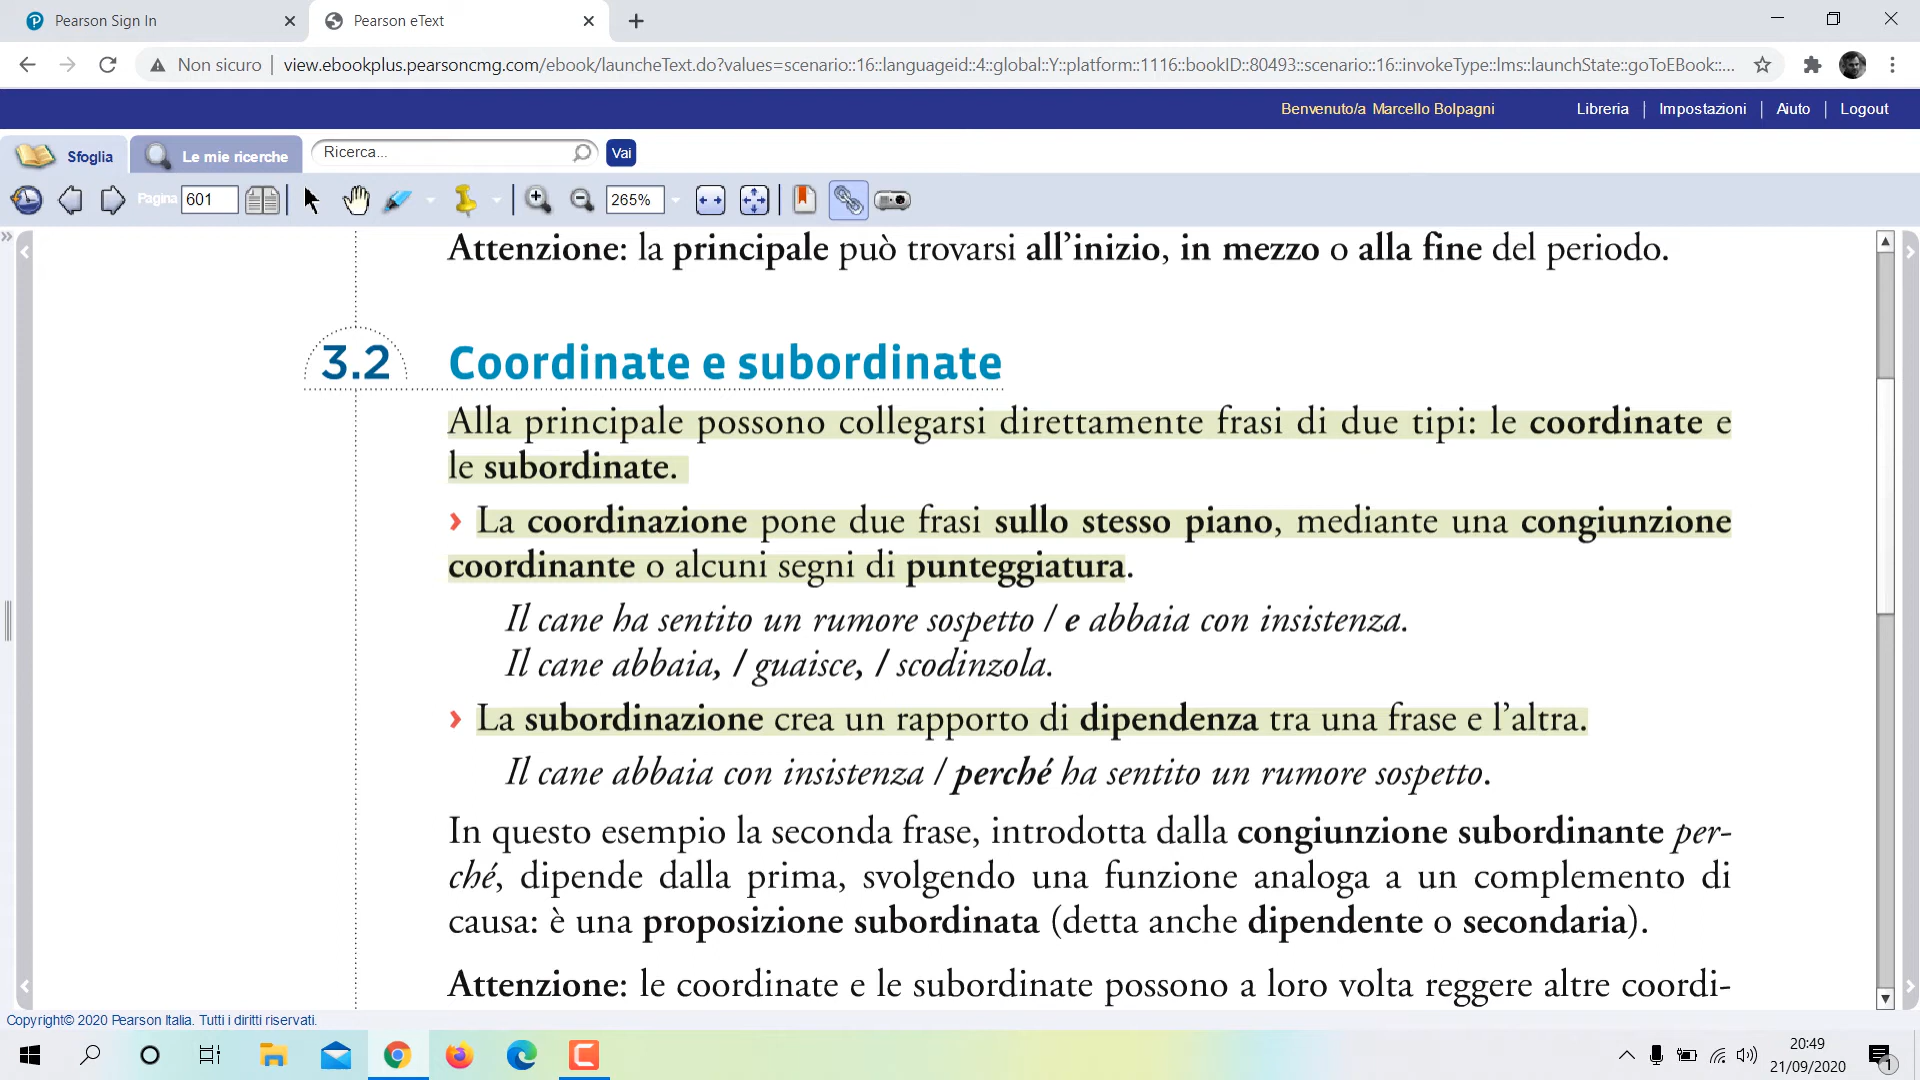 Pearson Sign In
Pearson eText
Non sicuro
view.ebookplus.pearsoncmg.com/ebook/launcheText.do?values=scenario::16::languageid::4::global::Y::platform::1116::bookID::80493::scenario::16::invokeType::lms::launchState::goToEBook::...
Benvenuto/a Marcello Bolpagni
Libreria | Impostazioni | Aiuto | Logout
Sfoglia
Le mie ricerche
Ricerca...
Vai
Pagina 601
265%
Attenzione: la principale può trovarsi all’inizio, in mezzo o alla fine del periodo.
3.2 Coordinate e subordinate
Alla principale possono collegarsi direttamente frasi di due tipi: le coordinate e
le subordinate.
› La coordinazione pone due frasi sullo stesso piano, mediante una congiunzione
coordinante o alcuni segni di punteggiatura.
Il cane ha sentito un rumore sospetto / e abbaia con insistenza.
Il cane abbaia, / guaisce, / scodinzola.
› La subordinazione crea un rapporto di dipendenza tra una frase e l’altra.
Il cane abbaia con insistenza / perché ha sentito un rumore sospetto.
In questo esempio la seconda frase, introdotta dalla congiunzione subordinante per-
ché, dipende dalla prima, svolgendo una funzione analoga a un complemento di
causa: è una proposizione subordinata (detta anche dipendente o secondaria).
Attenzione: le coordinate e le subordinate possono a loro volta reggere altre coordi-
Copyright© 2020 Pearson Italia. Tutti i diritti riservati.
20:49
21/09/2020
1